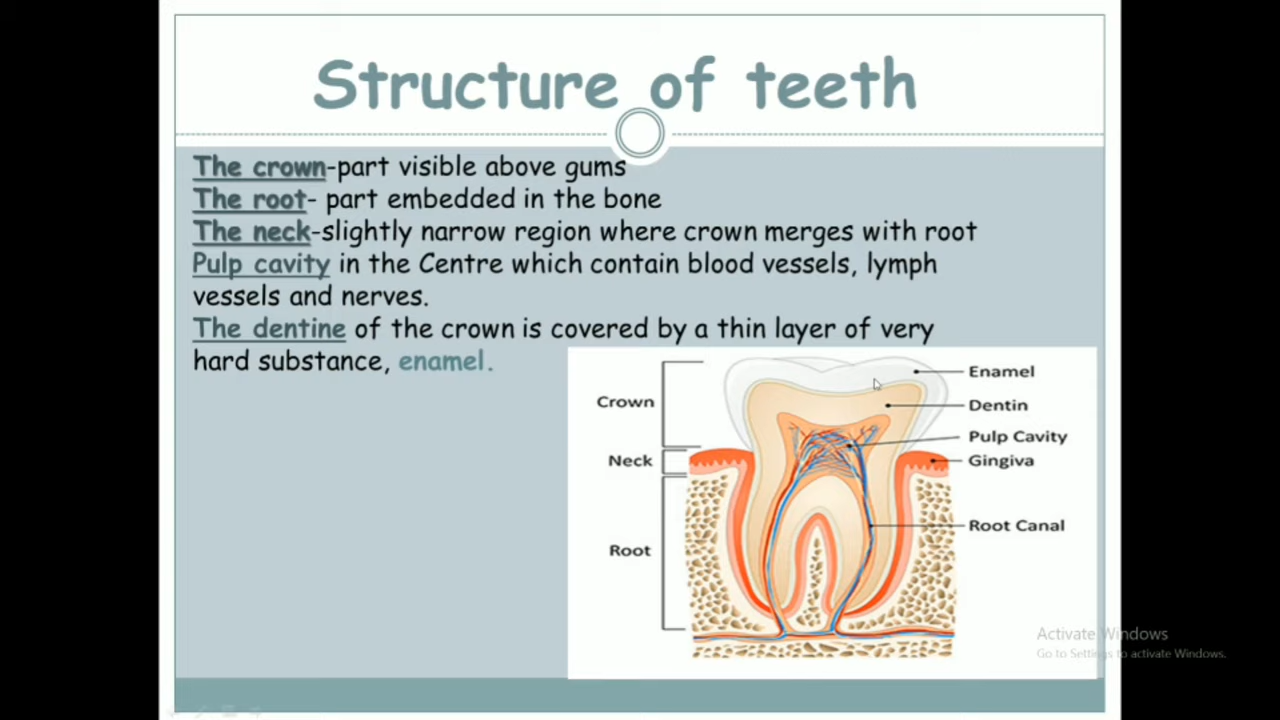 Structure of teeth
The crown-part visible above gums
The root- part embedded in the bone
The neck-slightly narrow region where crown merges with root
Pulp cavity in the Centre which contain blood vessels, lymph
vessels and nerves.
The dentine of the crown is covered by a thin layer of very
hard substance, enamel.
Crown
Neck
Root
Enamel
Dentin
Pulp Cavity
Gingiva
Root Canal
Activate Windows
Go to Settings to activate Windows.